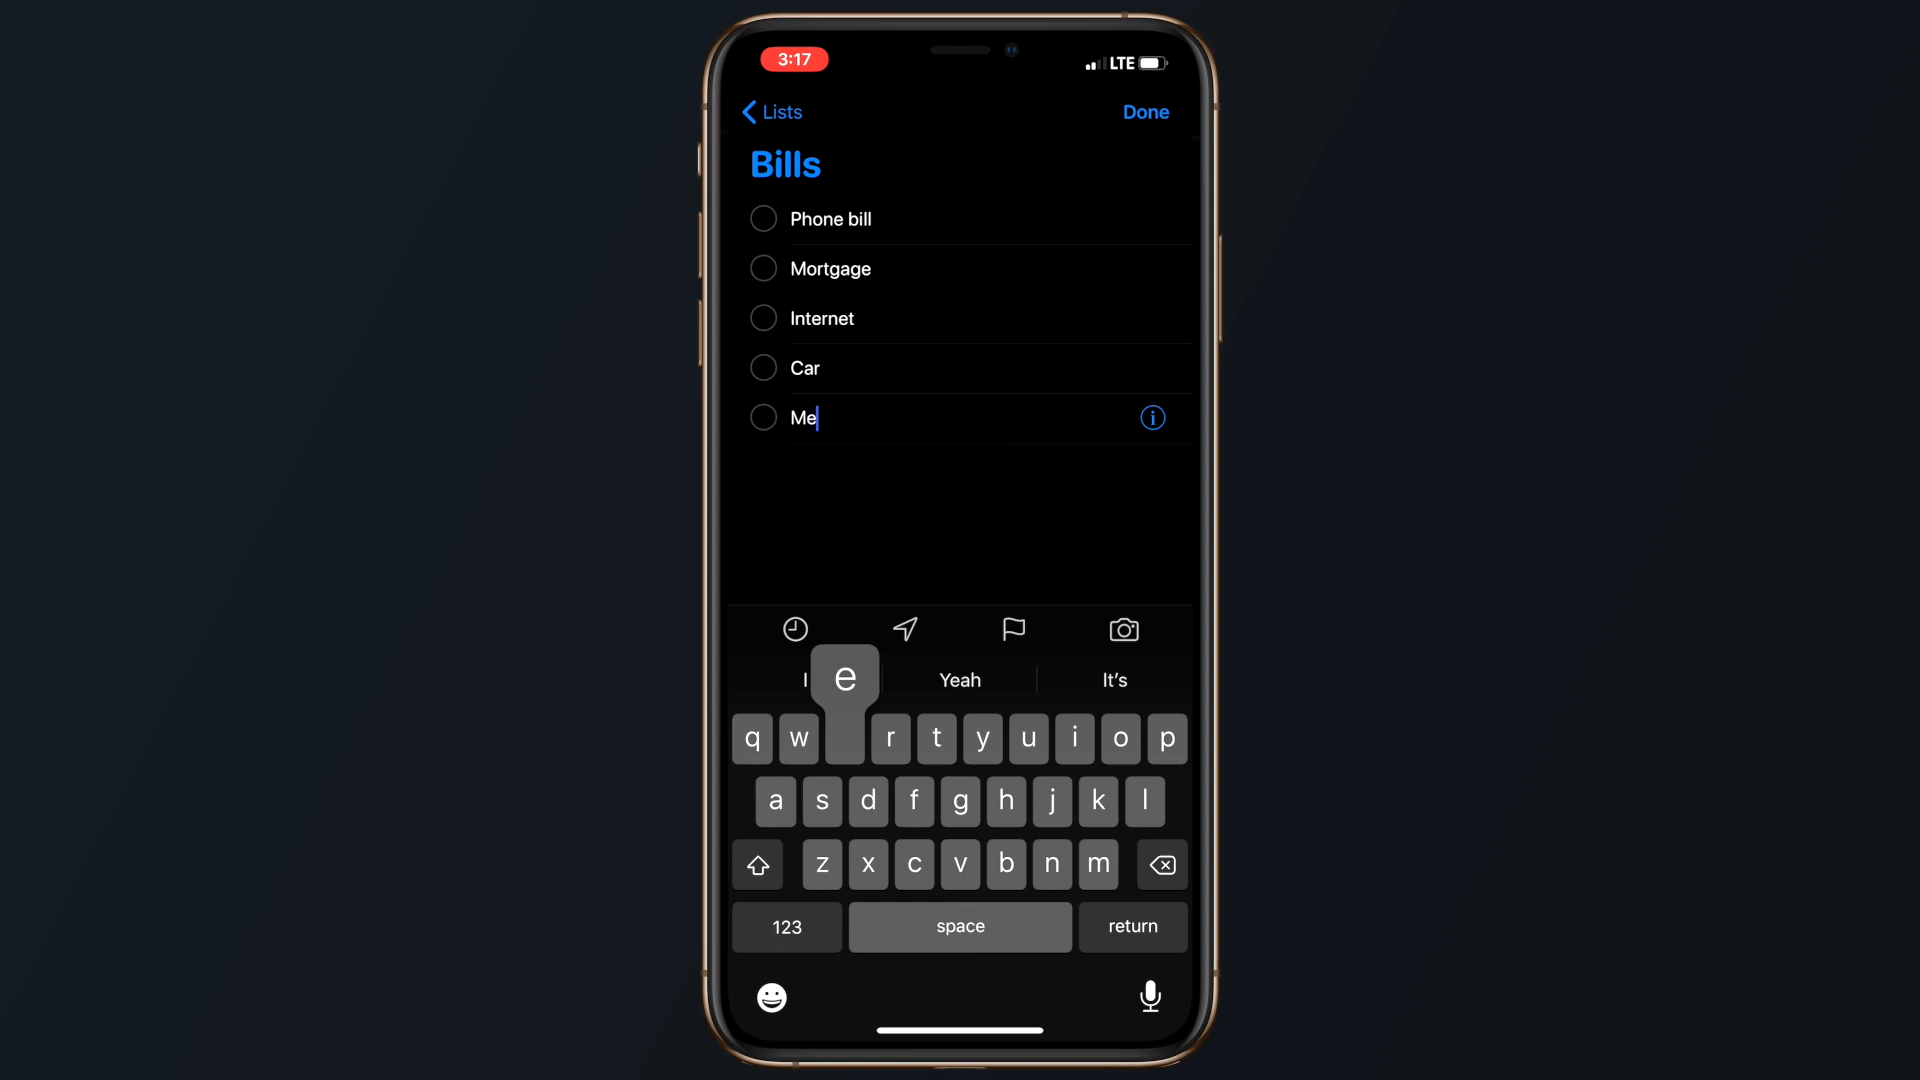 3:17 LTE
Lists Done
Bills
Phone bill
Mortgage
Internet
Car
Me
I e Yeah It's
q w r t y u i o p
a s d f g h j k l
z x c v b n m
123 space return